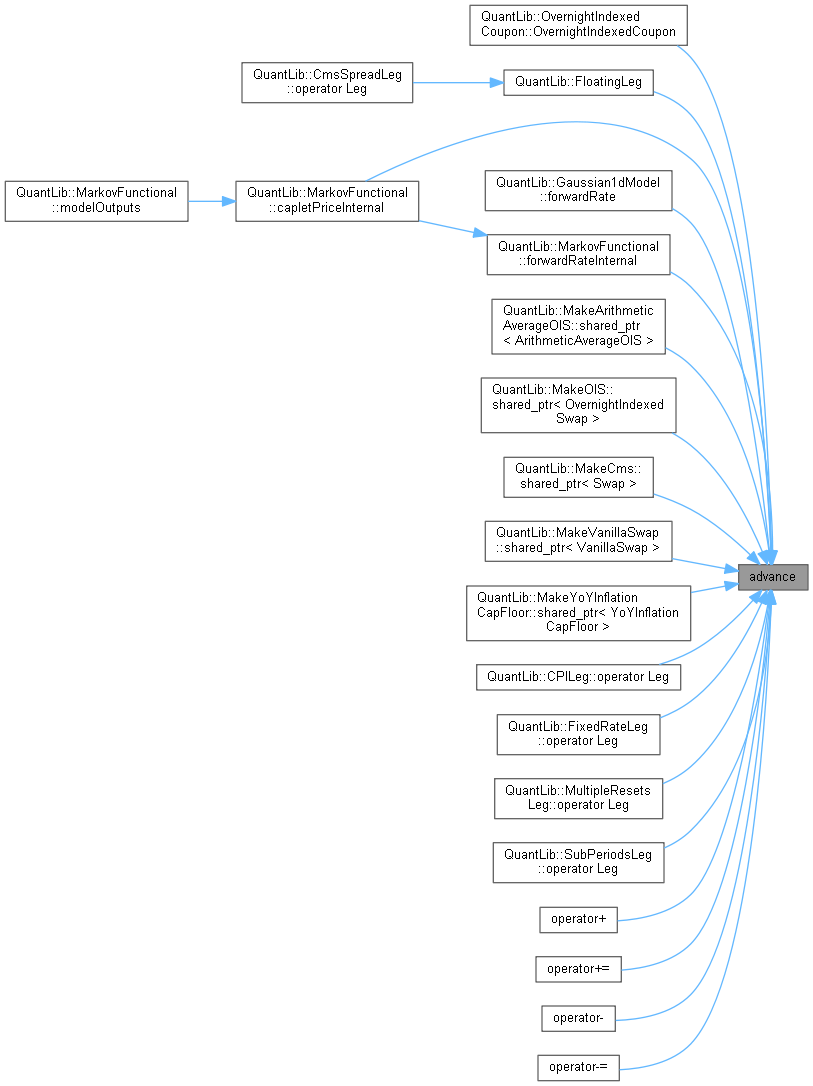 QuantLib::OvernightIndexed
Coupon::OvernightIndexedCoupon
QuantLib::CmsSpreadLeg
::operator Leg
QuantLib::FloatingLeg
QuantLib::MarkovFunctional
::modelOutputs
QuantLib::MarkovFunctional
::capletPriceInternal
QuantLib::Gaussian1dModel
::forwardRate
QuantLib::MarkovFunctional
::forwardRateInternal
QuantLib::MakeArithmetic
AverageOIS::shared_ptr
< ArithmeticAverageOIS >
QuantLib::MakeOIS::
shared_ptr< OvernightIndexed
Swap >
QuantLib::MakeCms::
shared_ptr< Swap >
QuantLib::MakeVanillaSwap
::shared_ptr< VanillaSwap >
advance
QuantLib::MakeYoYInflation
CapFloor::shared_ptr< YoYInflation
CapFloor >
QuantLib::CPILeg::operator Leg
QuantLib::FixedRateLeg
::operator Leg
QuantLib::MultipleResets
Leg::operator Leg
QuantLib::SubPeriodsLeg
::operator Leg
operator+
operator+=
operator-
operator-=